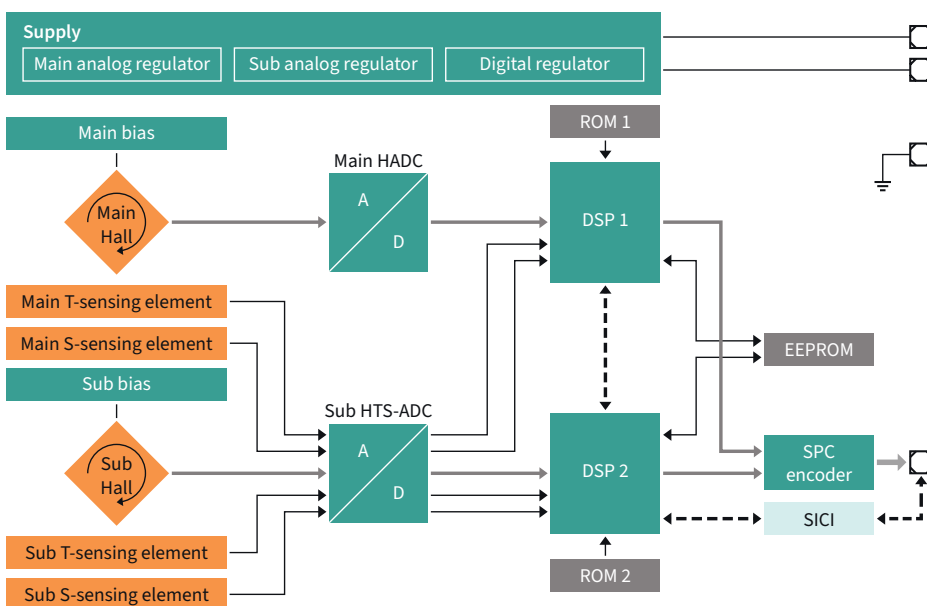 Supply
Main analog regulator
Sub analog regulator
Digital regulator
Main bias
ROM 1
Main HADC
A
D
Main
Hall
DSP 1
Main T-sensing element
Main S-sensing element
EEPROM
Sub bias
Sub HTS-ADC
A
D
Sub
Hall
DSP 2
SPC
encoder
SICI
Sub T-sensing element
ROM 2
Sub S-sensing element